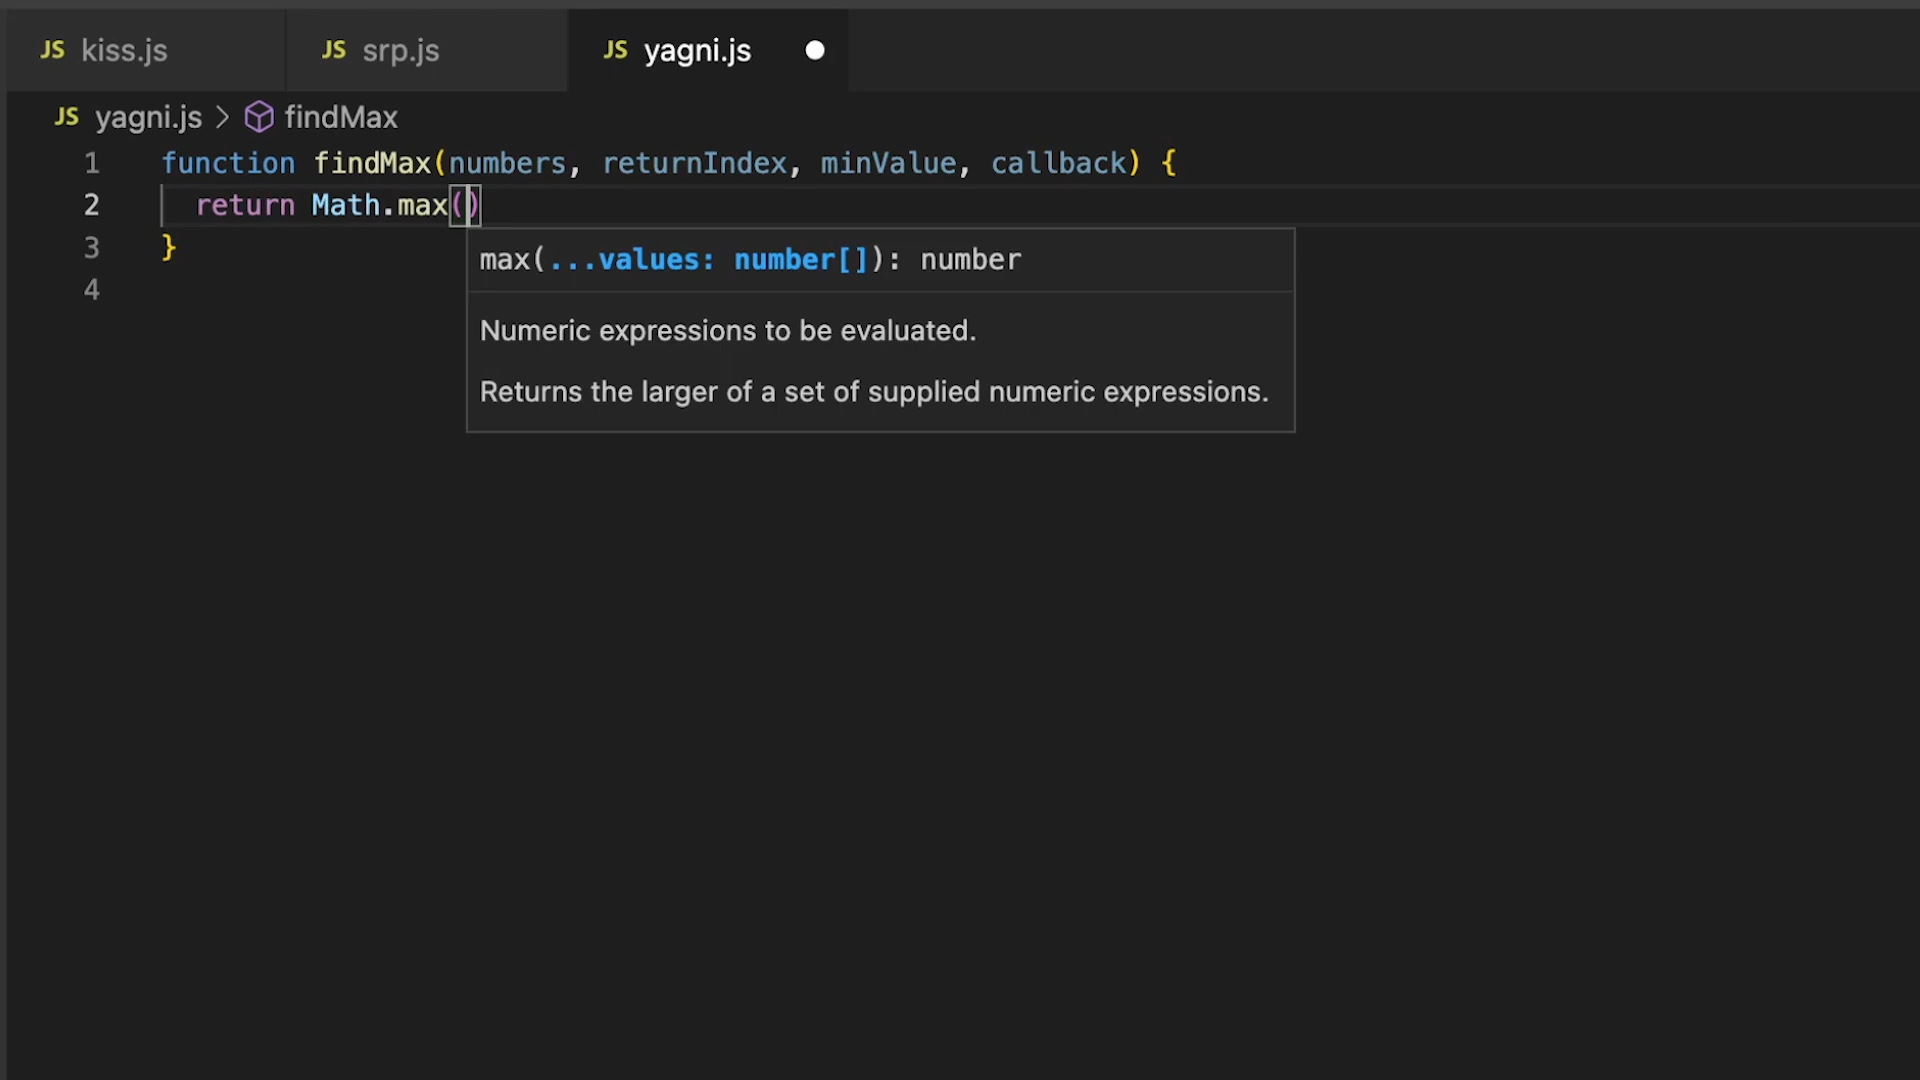 JS kiss.js JS srp.js JS yagni.js
JS yagni.js > findMax
1 function findMax(numbers, returnIndex, minValue, callback) {
2 return Math.max()
max(...values: number[]): number
3 }
4
Numeric expressions to be evaluated.
Returns the larger of a set of supplied numeric expressions.